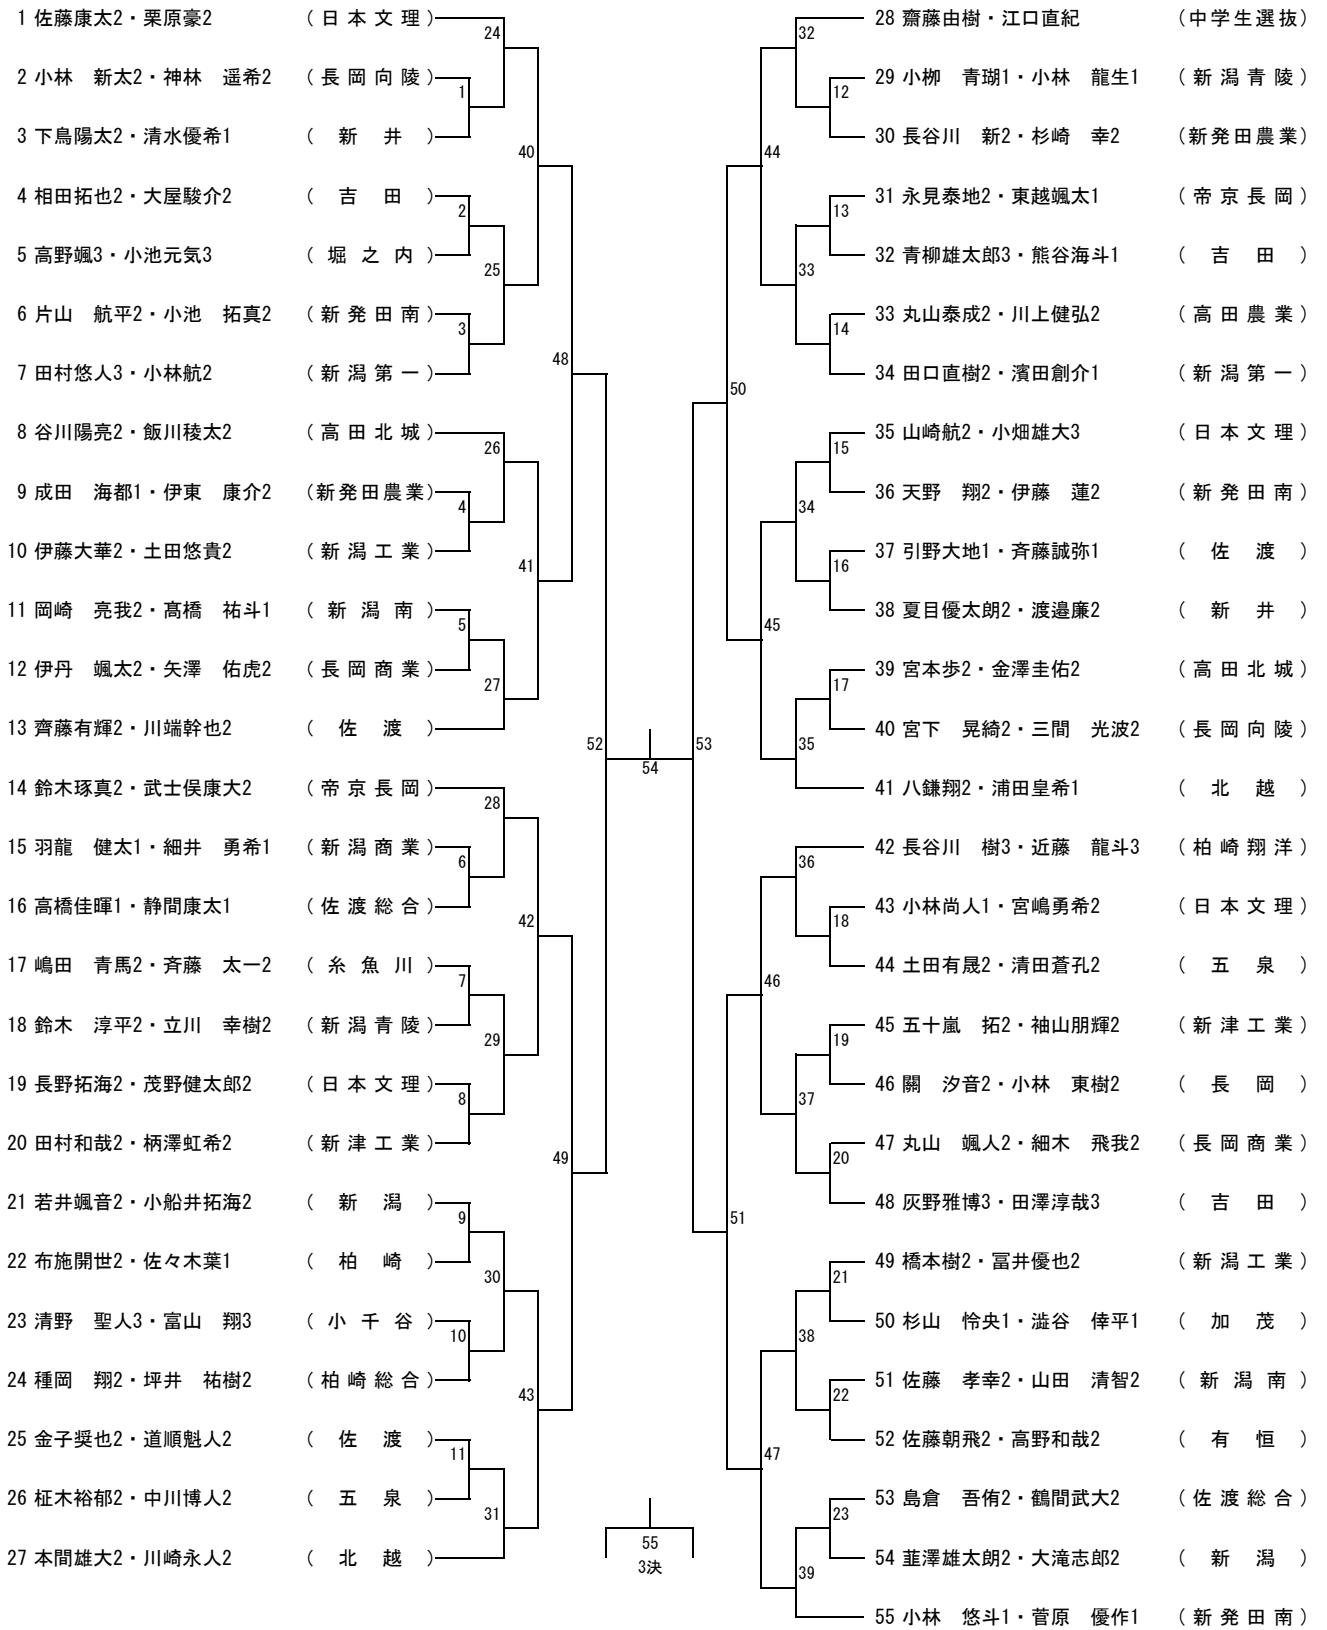 1 佐藤康太2・栗原豪2 (日本文理)
2 小林　新太2・神林　遥希2 (長岡向陵)
3 下鳥陽太2・清水優希1 (新井)
4 相田拓也2・大屋駿介2 (吉田)
5 高野颯3・小池元気3 (堀之内)
6 片山　航平2・小池　拓真2 (新発田南)
7 田村悠人3・小林航2 (新潟第一)
8 谷川陽亮2・飯川稜太2 (高田北城)
9 成田　海都1・伊東　康介2 (新発田農業)
10 伊藤大華2・土田悠貴2 (新潟工業)
11 岡崎　亮我2・髙橋　祐斗1 (新潟南)
12 伊丹　颯太2・矢澤　佑虎2 (長岡商業)
13 齊藤有輝2・川端幹也2 (佐渡)
14 鈴木琢真2・武士俣康大2 (帝京長岡)
15 羽龍　健太1・細井　勇希1 (新潟商業)
16 高橋佳暉1・静間康太1 (佐渡総合)
17 嶋田　青馬2・斉藤　太一2 (糸魚川)
18 鈴木　淳平2・立川　幸樹2 (新潟青陵)
19 長野拓海2・茂野健太郎2 (日本文理)
20 田村和哉2・柄澤虹希2 (新津工業)
21 若井颯音2・小船井拓海2 (新潟)
22 布施開世2・佐々木葉1 (柏崎)
23 清野　聖人3・富山　翔3 (小千谷)
24 種岡　翔2・坪井　祐樹2 (柏崎総合)
25 金子奨也2・道順魁人2 (佐渡)
26 柾木裕郁2・中川博人2 (五泉)
27 本間雄大2・川崎永人2 (北越)
24
1
40
2
25
3
48
26
4
41
5
27
52
28
6
42
7
29
8
49
9
30
10
43
11
31
54
55
3決
53
32
12
44
13
33
14
50
15
34
16
45
17
35
36
18
46
19
37
20
51
21
38
22
47
23
39
28 齋藤由樹・江口直紀 (中学生選抜)
29 小栁　青瑚1・小林　龍生1 (新潟青陵)
30 長谷川　新2・杉崎　幸2 (新発田農業)
31 永見泰地2・東越颯太1 (帝京長岡)
32 青柳雄太郎3・熊谷海斗1 (吉田)
33 丸山泰成2・川上健弘2 (高田農業)
34 田口直樹2・濱田創介1 (新潟第一)
35 山崎航2・小畑雄大3 (日本文理)
36 天野　翔2・伊藤　蓮2 (新発田南)
37 引野大地1・斉藤誠弥1 (佐渡)
38 夏目優太朗2・渡邉廉2 (新井)
39 宮本歩2・金澤圭佑2 (高田北城)
40 宮下　晃綺2・三間　光波2 (長岡向陵)
41 八鎌翔2・浦田皇希1 (北越)
42 長谷川　樹3・近藤　龍斗3 (柏崎翔洋)
43 小林尚人1・宮嶋勇希2 (日本文理)
44 土田有晟2・清田蒼孔2 (五泉)
45 五十嵐　拓2・袖山朋輝2 (新津工業)
46 關　汐音2・小林　東樹2 (長岡)
47 丸山　颯人2・細木　飛我2 (長岡商業)
48 灰野雅博3・田澤淳哉3 (吉田)
49 橋本樹2・冨井優也2 (新潟工業)
50 杉山　怜央1・澁谷　倖平1 (加茂)
51 佐藤　孝幸2・山田　清智2 (新潟南)
52 佐藤朝飛2・高野和哉2 (有恒)
53 島倉　吾侑2・鶴間武大2 (佐渡総合)
54 韮澤雄太朗2・大滝志郎2 (新潟)
55 小林　悠斗1・菅原　優作1 (新発田南)